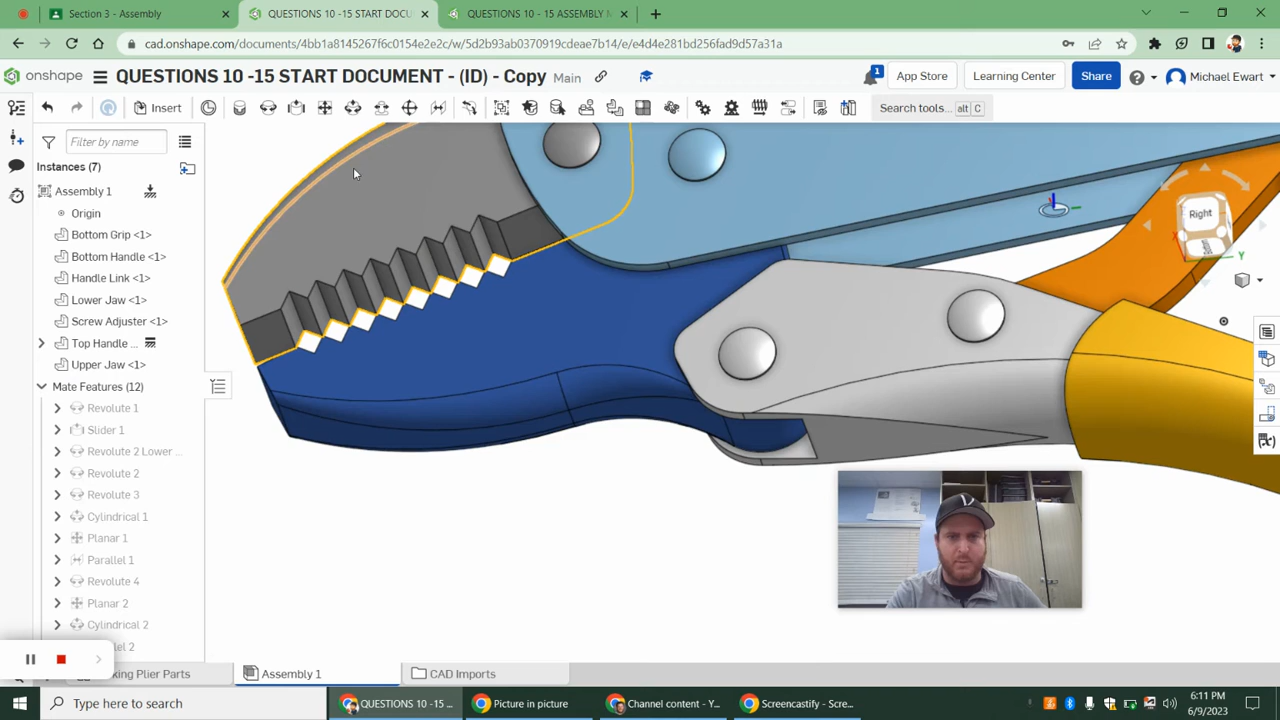 Section 3 - Assembly
QUESTIONS 10 -15 START DOCU
QUESTIONS 10 - 15 ASSEMBLY M
cad.onshape.com/documents/4bb1a8145267f6c0154e2e2c/w/5d2b93ab0370919cdeae7b14/e/e4d4e281bd256fad9d57a31a
onshape
QUESTIONS 10 -15 START DOCUMENT - (ID) - Copy
Main
1
App Store
Learning Center
Share
Michael Ewart
Insert
Search tools...
alt
C
Filter by name
Instances (7)
Assembly 1
Origin
Bottom Grip <1>
Bottom Handle <1>
Handle Link <1>
Lower Jaw <1>
Screw Adjuster <1>
Top Handle ...
Upper Jaw <1>
Mate Features (12)
Revolute 1
Slider 1
Revolute 2 Lower ...
Revolute 2
Revolute 3
Cylindrical 1
Planar 1
Parallel 1
Revolute 4
Planar 2
Cylindrical 2
Right
X
Y
king Plier Parts
Assembly 1
CAD Imports
Type here to search
QUESTIONS 10 -15 ...
Picture in picture
Channel content - Y...
Screencastify - Scre...
6:11 PM
6/9/2023